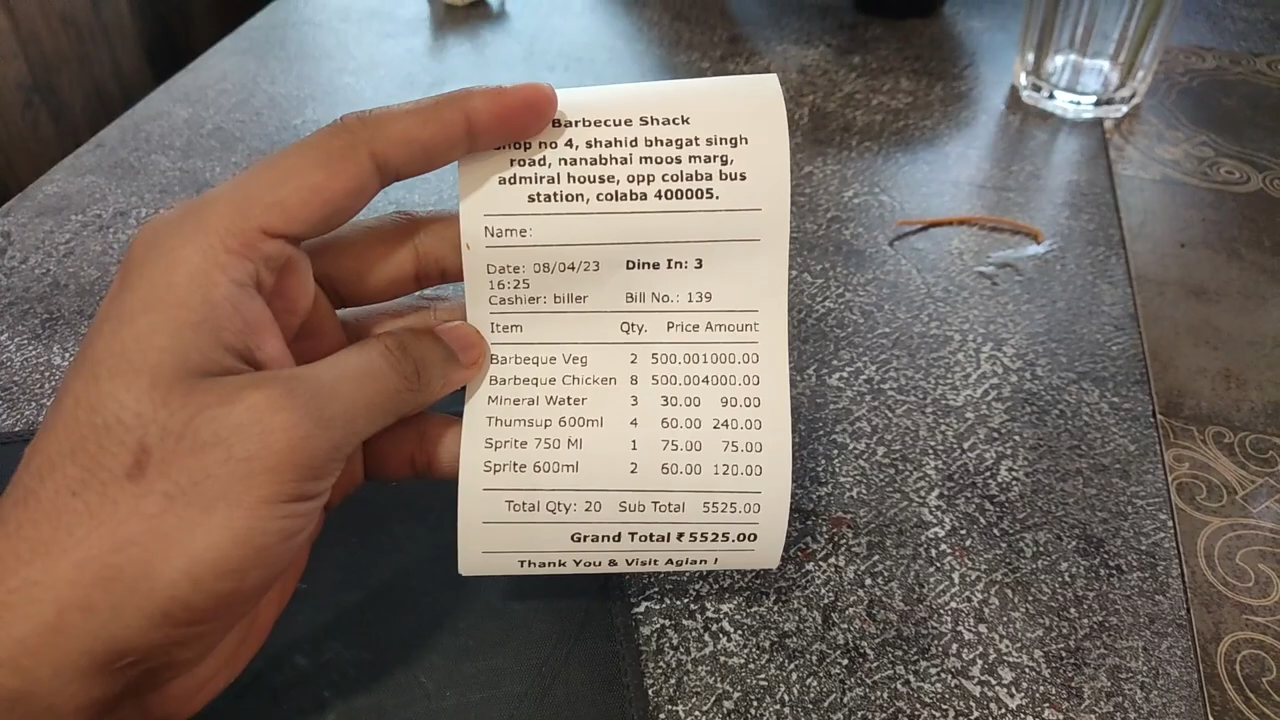 Barbecue Shack
no 4, shahid bhagat singh
road, nanabhai moos marg,
admiral house, opp colaba bus
station, colaba 400005.
Name:
Date: 08/04/23 Dine In: 3
16:25
Cashier: biller Bill No.: 139
Item Qty. Price Amount
Barbeque Veg 2 500.00 1000.00
Barbeque Chicken 8 500.00 4000.00
Mineral Water 3 30.00 90.00
Thumsup 600ml 4 60.00 240.00
Sprite 750 Ml 1 75.00 75.00
Sprite 600ml 2 60.00 120.00
Total Qty: 20 Sub Total 5525.00
Grand Total ₹5525.00
Thank You & Visit Agian !